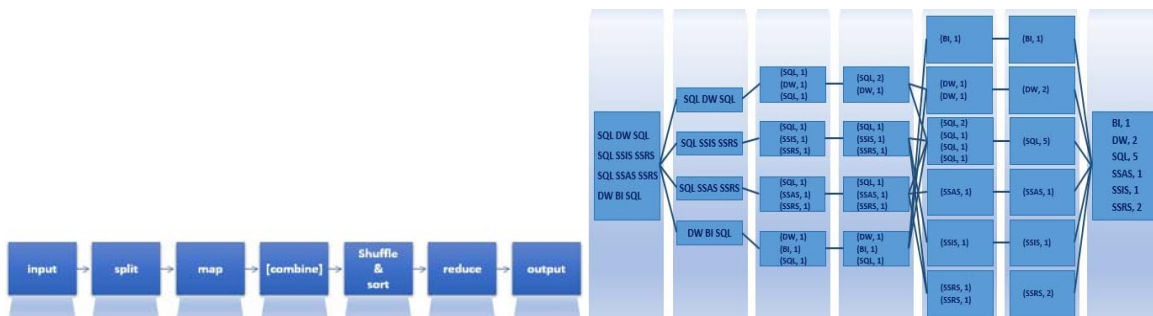 input
split
map
[combine]
Shuffle
&
sort
reduce
output
SQL DW SQL
SQL SSIS SSRS
SQL SSAS SSRS
DW BI SQL
SQL DW SQL
SQL SSIS SSRS
SQL SSAS SSRS
DW BI SQL
(SQL, 1)
(DW, 1)
(SQL, 1)
(SQL, 1)
(SSIS, 1)
(SSRS, 1)
(SQL, 1)
(SSAS, 1)
(SSRS, 1)
(DW, 1)
(BI, 1)
(SQL, 1)
(SQL, 2)
(DW, 1)
(SQL, 1)
(SSIS, 1)
(SSRS, 1)
(SQL, 1)
(SSAS, 1)
(SSRS, 1)
(DW, 1)
(BI, 1)
(SQL, 1)
(BI, 1)
(DW, 1)
(DW, 1)
(SQL, 2)
(SQL, 1)
(SQL, 1)
(SQL, 1)
(SSAS, 1)
(SSIS, 1)
(SSRS, 1)
(SSRS, 1)
(BI, 1)
(DW, 2)
(SQL, 5)
(SSAS, 1)
(SSIS, 1)
(SSRS, 2)
BI, 1
DW, 2
SQL, 5
SSAS, 1
SSIS, 1
SSRS, 2